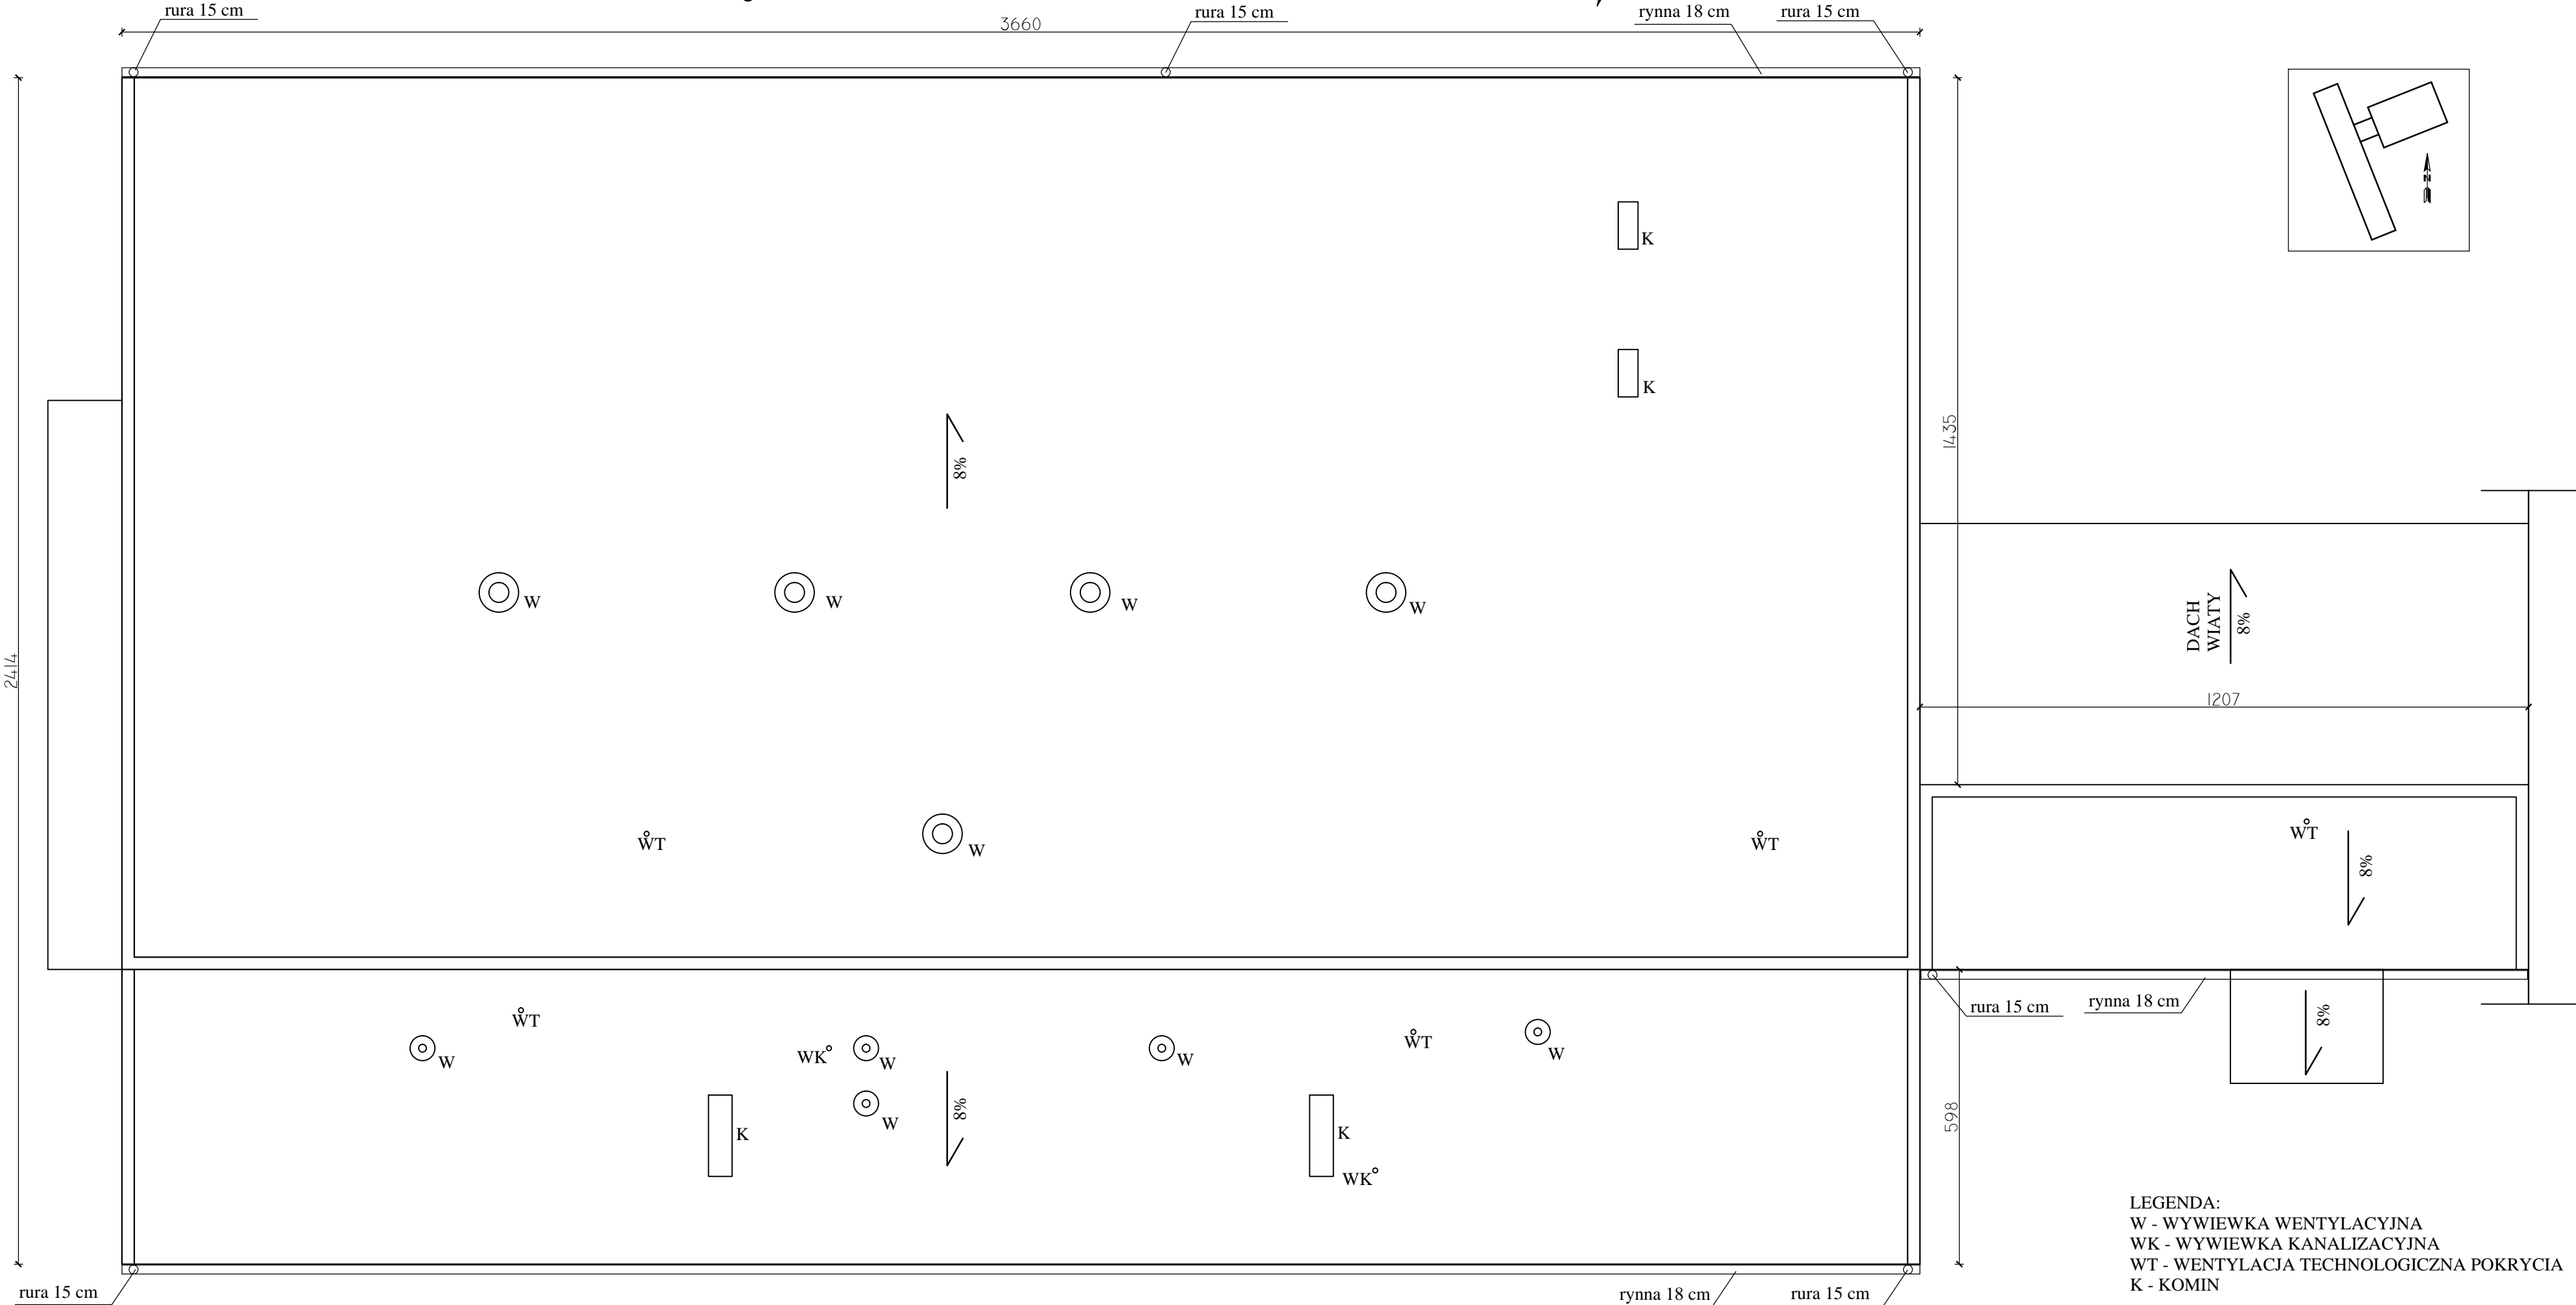 rura 15 cm
3660
rura 15 cm
rynna 18 cm
rura 15 cm
N
K
K
1435
8%
W
W
W
W
DACH
WIATY
8%
2414
1207
WT
W
WT
WT
8%
rura 15 cm
rynna 18 cm
8%
WT
W
WK
W
W
WT
W
W
8%
K
K
WK
598
LEGENDA:
W - WYWIEWKA WENTYLACYJNA
WK - WYWIEWKA KANALIZACYJNA
WT - WENTYLACJA TECHNOLOGICZNA POKRYCIA
K - KOMIN
rura 15 cm
rynna 18 cm
rura 15 cm